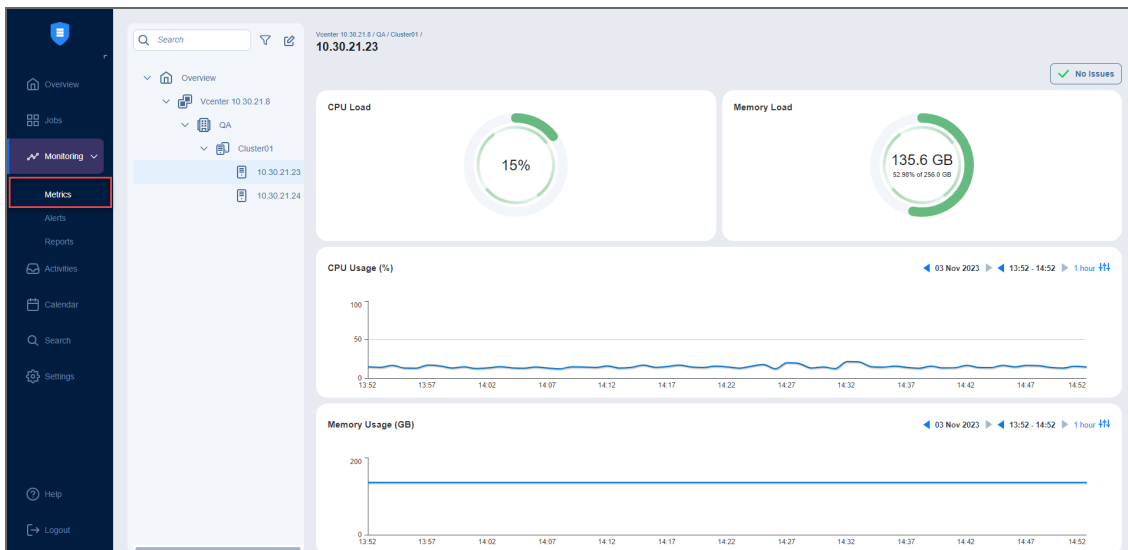 Overview
Jobs
Monitoring
Metrics
Alerts
Reports
Activities
Calendar
Search
Settings
Help
Logout
Search
Overview
Vcenter 10.30.21.8
QA
Cluster01
10.30.21.23
10.30.21.24
Vcenter 10.30.21.8 / QA / Cluster01 /
10.30.21.23
No Issues
CPU Load
15%
Memory Load
135.6 GB
52.98% of 256.0 GB
CPU Usage (%)
03 Nov 2023 13:52 - 14:52 1 hour
100
50
0
13:52 13:57 14:02 14:07 14:12 14:17 14:22 14:27 14:32 14:37 14:42 14:47 14:52
Memory Usage (GB)
03 Nov 2023 13:52 - 14:52 1 hour
200
0
13:52 13:57 14:02 14:07 14:12 14:17 14:22 14:27 14:32 14:37 14:42 14:47 14:52